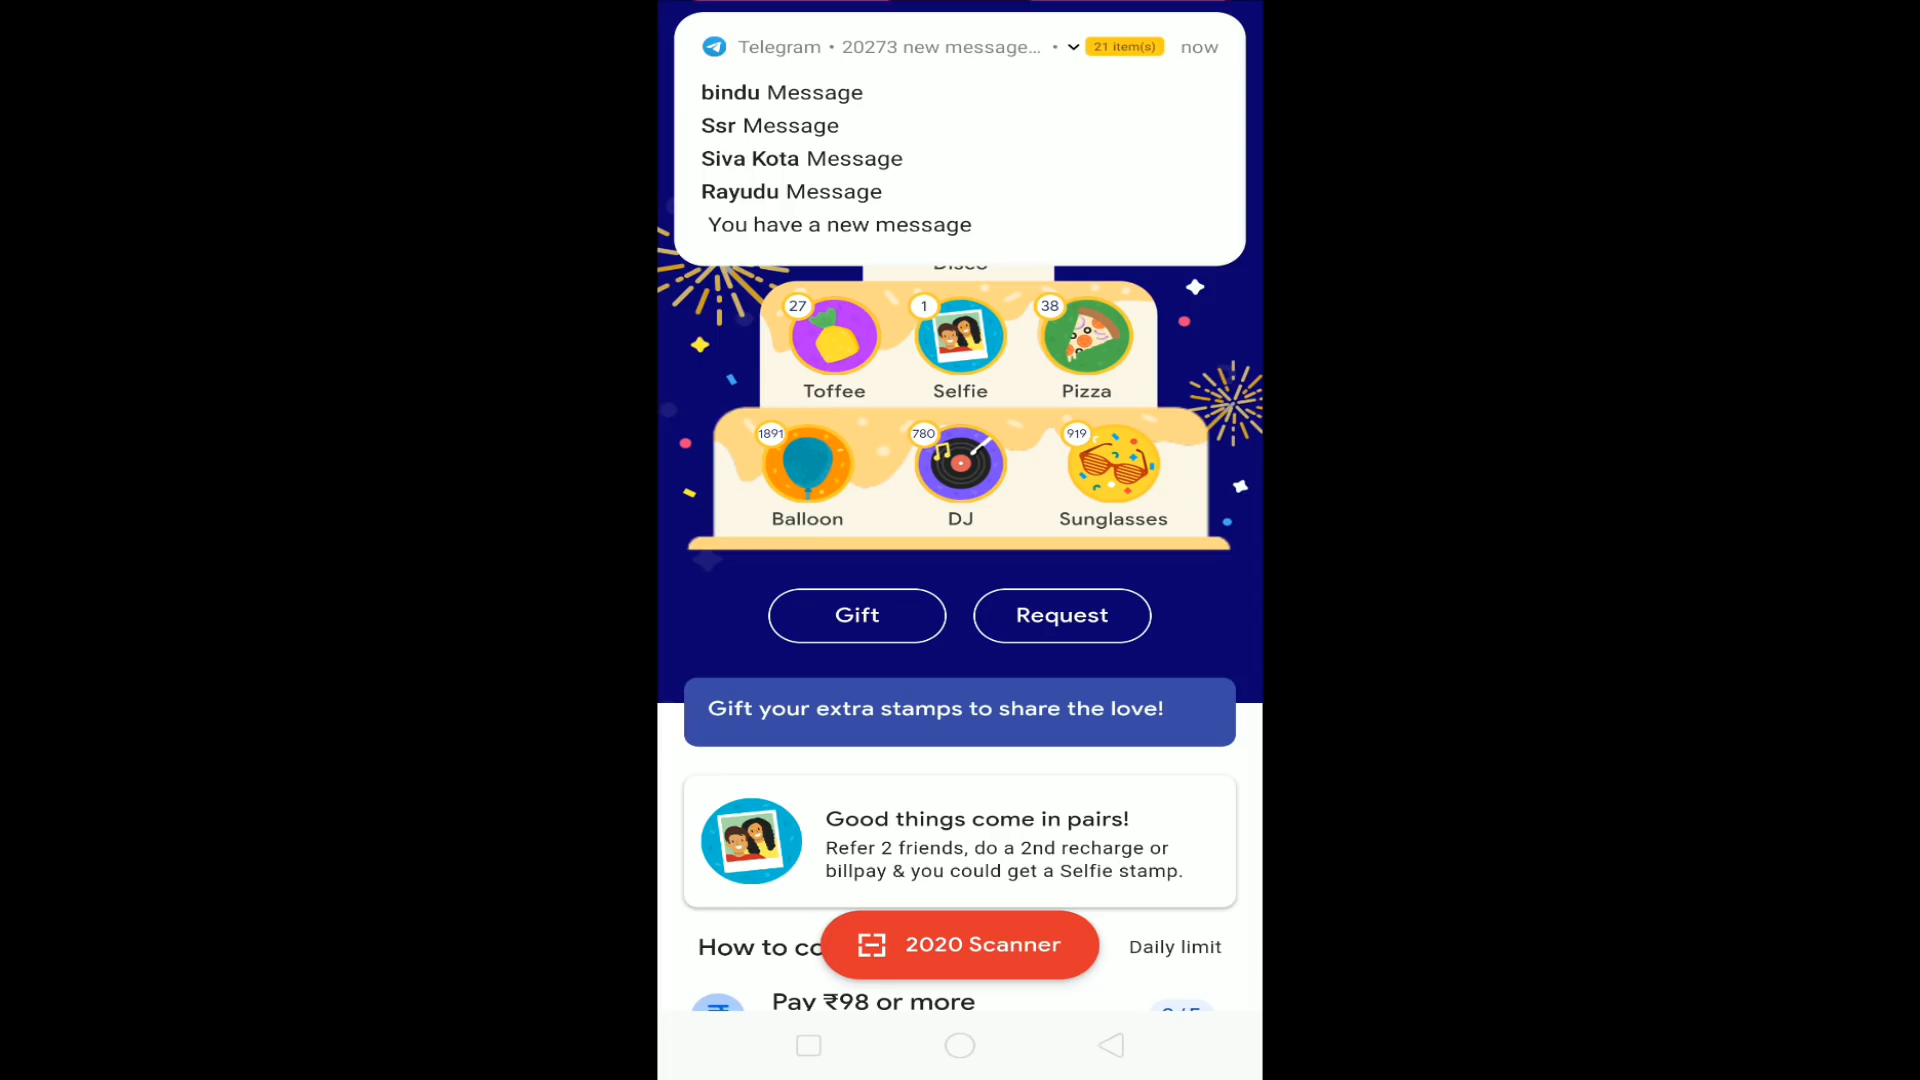 Telegram • 20273 new message... • 21 item(s) now
bindu Message
Ssr Message
Siva Kota Message
Rayudu Message
You have a new message
Disco
27 1 38
Toffee Selfie Pizza
1891 780 919
Balloon DJ Sunglasses
Gift Request
Gift your extra stamps to share the love!
Good things come in pairs!
Refer 2 friends, do a 2nd recharge or
billpay & you could get a Selfie stamp.
How to co 2020 Scanner Daily limit
Pay ₹98 or more